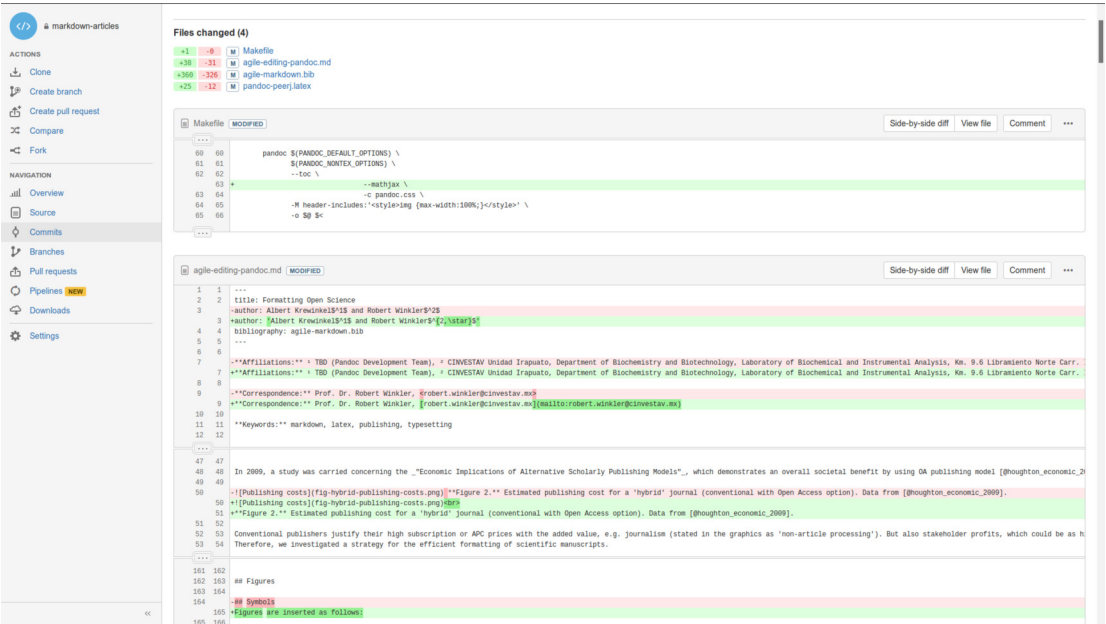 markdown-articles
ACTIONS
Clone
Create branch
Create pull request
Compare
Fork
NAVIGATION
Overview
Source
Commits
Branches
Pull requests
Pipelines NEW
Downloads
Settings
«
Files changed (4)
+1 -0 M Makefile
+38 -31 M agile-editing-pandoc.md
+360 -326 M agile-markdown.bib
+25 -12 M pandoc-peerj.latex
Makefile MODIFIED Side-by-side diff View file Comment •••
...
60 60 pandoc $(PANDOC_DEFAULT_OPTIONS) \
61 61 $(PANDOC_NONTEX_OPTIONS) \
62 62 --toc \
63 + --mathjax \
63 64 -c pandoc.css \
64 65 -M header-includes:'<style>img {max-width:100%;}</style>' \
65 66 -o $@ $<
...
agile-editing-pandoc.md MODIFIED Side-by-side diff View file Comment •••
1 1 ---
2 2 title: Formatting Open Science
3 -author: Albert Krewinkel$^1$ and Robert Winkler$^2$
3 +author: 'Albert Krewinkel$^1$ and Robert Winkler$^{2,\star}$'
4 4 bibliography: agile-markdown.bib
5 5 ---
6 6
7 -**Affiliations:** ¹ TBD (Pandoc Development Team), ² CINVESTAV Unidad Irapuato, Department of Biochemistry and Biotechnology, Laboratory of Biochemical and Instrumental Analysis, Km. 9.6 Libramiento Norte Carr.
7 +**Affiliations:** ¹ TBD (Pandoc Development Team), ² CINVESTAV Unidad Irapuato, Department of Biochemistry and Biotechnology, Laboratory of Biochemical and Instrumental Analysis, Km. 9.6 Libramiento Norte Carr.
8 8
9 -**Correspondence:** Prof. Dr. Robert Winkler, <robert.winkler@cinvestav.mx>
9 +**Correspondence:** Prof. Dr. Robert Winkler, [robert.winkler@cinvestav.mx](mailto:robert.winkler@cinvestav.mx)
10 10
11 11 **Keywords:** markdown, latex, publishing, typesetting
12 12
...
47 47
48 48 In 2009, a study was carried concerning the _"Economic Implications of Alternative Scholarly Publishing Models"_, which demonstrates an overall societal benefit by using OA publishing model [@houghton_economic_20
49 49
50 -![Publishing costs](fig-hybrid-publishing-costs.png) **Figure 2.** Estimated publishing cost for a 'hybrid' journal (conventional with Open Access option). Data from [@houghton_economic_2009].
50 +![Publishing costs](fig-hybrid-publishing-costs.png)<br>
51 +**Figure 2.** Estimated publishing cost for a 'hybrid' journal (conventional with Open Access option). Data from [@houghton_economic_2009].
51 52
52 53 Conventional publishers justify their high subscription or APC prices with the added value, e.g. journalism (stated in the graphics as 'non-article processing'). But also stakeholder profits, which could be as
53 54 Therefore, we investigated a strategy for the efficient formatting of scientific manuscripts.
...
161 162
162 163 ## Figures
163 164
164 -## Symbols
165 +Figures are inserted as follows:
165 166